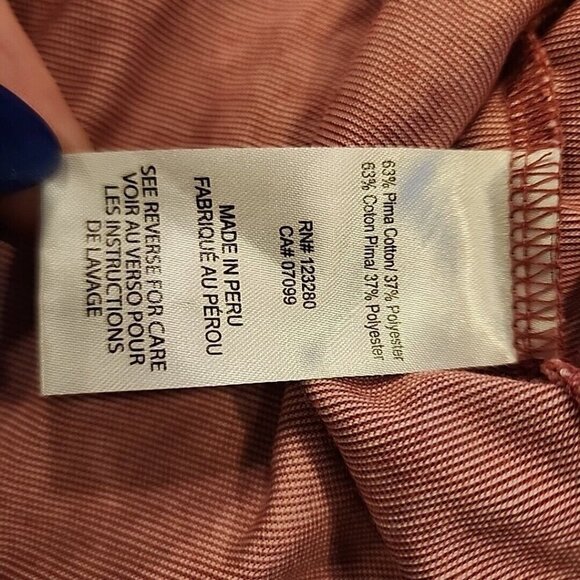 63% Pima Cotton/ 37% Polyester
63% Coton Pima/ 37% Polyester
RN# 123280
CA# 07099
MADE IN PERU
FABRIQUÉ AU PÉROU
SEE REVERSE FOR CARE
VOIR AU VERSO POUR
LES INSTRUCTIONS
DE LAVAGE